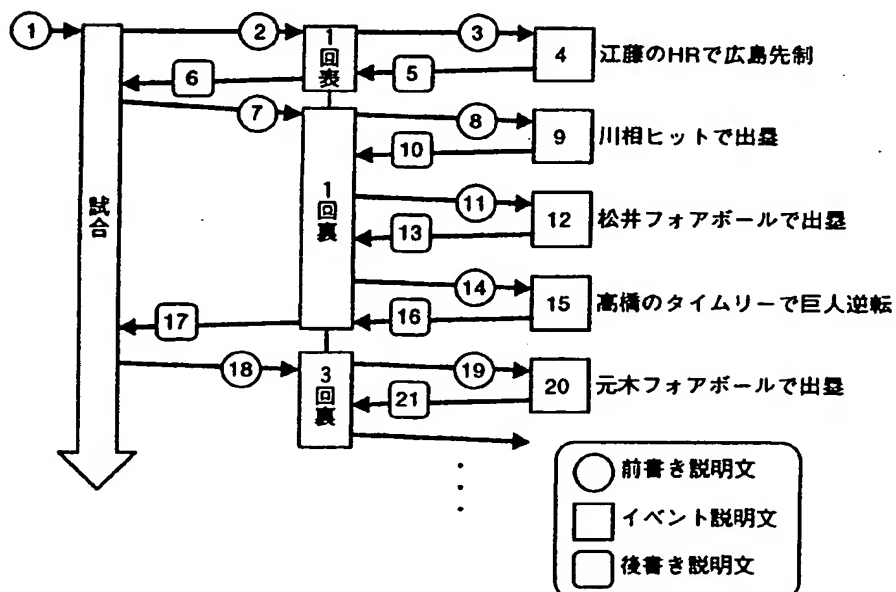 1
2
3
4
江藤のHRで広島先制
1回表
6
5
7
8
9
川相ヒットで出塁
10
1回裏
11
12
松井フォアボールで出塁
13
試合
14
15
高橋のタイムリーで巨人逆転
16
17
18
19
20
元木フォアボールで出塁
3回裏
21
前書き説明文
イベント説明文
後書き説明文